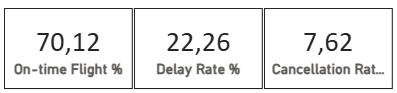 70,12
On-time Flight %
22,26
Delay Rate %
7,62
Cancellation Rat...